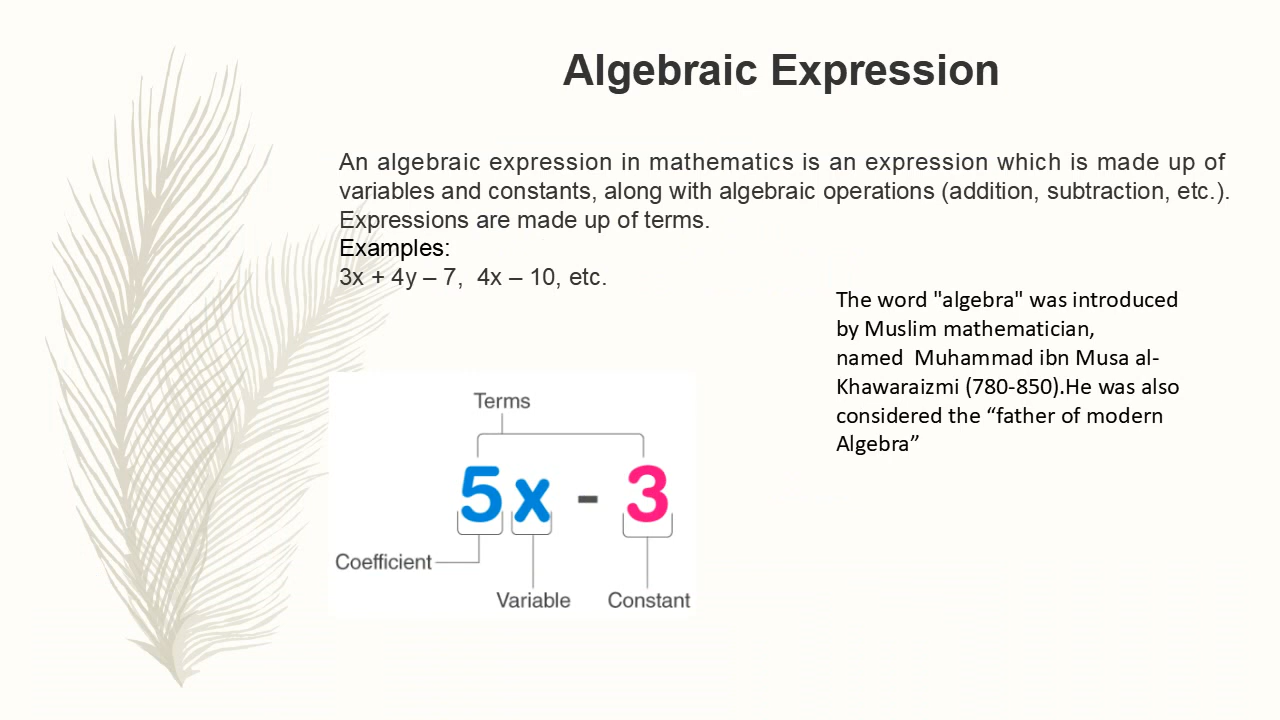 Algebraic Expression
An algebraic expression in mathematics is an expression which is made up of
variables and constants, along with algebraic operations (addition, subtraction, etc.).
Expressions are made up of terms.
Examples:
3x + 4y – 7,  4x – 10, etc.
The word "algebra" was introduced
by Muslim mathematician,
named  Muhammad ibn Musa al-
Khawaraizmi (780-850).He was also
considered the “father of modern
Algebra”
Terms
5x - 3
Coefficient
Variable Constant